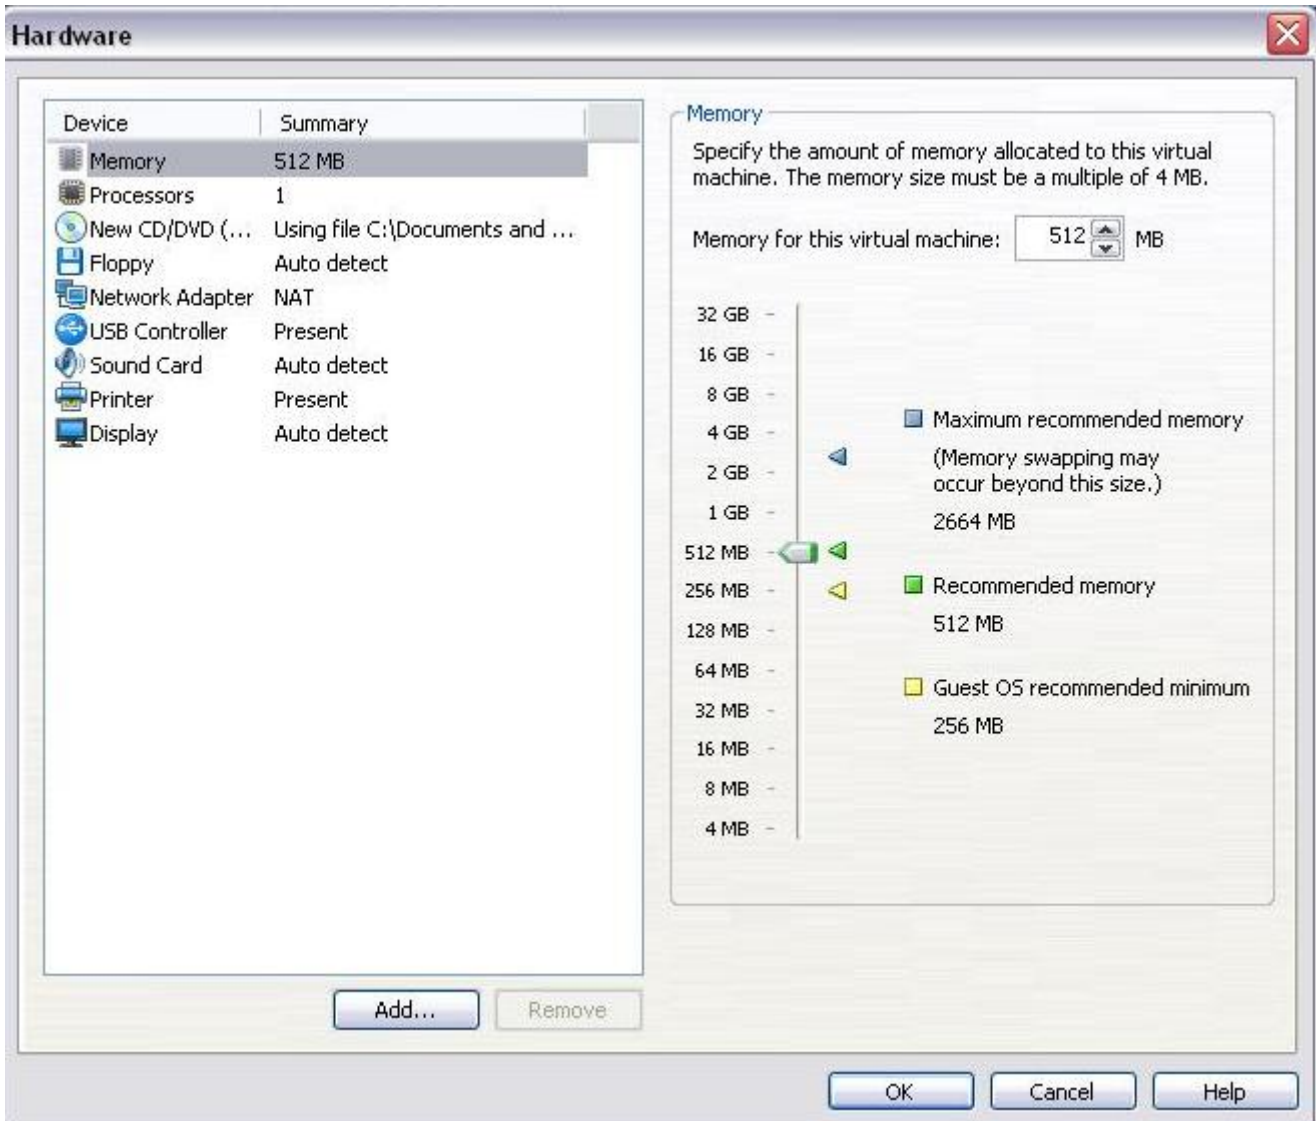 Hardware
Device Summary
Memory 512 MB
Processors 1
New CD/DVD (... Using file C:\Documents and ...
Floppy Auto detect
Network Adapter NAT
USB Controller Present
Sound Card Auto detect
Printer Present
Display Auto detect
Add...
Remove
Memory
Specify the amount of memory allocated to this virtual
machine. The memory size must be a multiple of 4 MB.
Memory for this virtual machine: 512 MB
32 GB
16 GB
8 GB
4 GB
2 GB
1 GB
512 MB
256 MB
128 MB
64 MB
32 MB
16 MB
8 MB
4 MB
Maximum recommended memory
(Memory swapping may
occur beyond this size.)
2664 MB
Recommended memory
512 MB
Guest OS recommended minimum
256 MB
OK
Cancel
Help